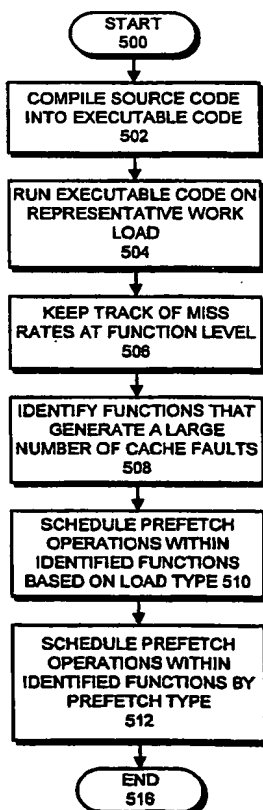 START
500
COMPILE SOURCE CODE
INTO EXECUTABLE CODE
502
RUN EXECUTABLE CODE ON
REPRESENTATIVE WORK
LOAD
504
KEEP TRACK OF MISS
RATES AT FUNCTION LEVEL
506
IDENTIFY FUNCTIONS THAT
GENERATE A LARGE
NUMBER OF CACHE FAULTS
508
SCHEDULE PREFETCH
OPERATIONS WITHIN
IDENTIFIED FUNCTIONS
BASED ON LOAD TYPE 510
SCHEDULE PREFETCH
OPERATIONS WITHIN
IDENTIFIED FUNCTIONS BY
PREFETCH TYPE
512
END
516